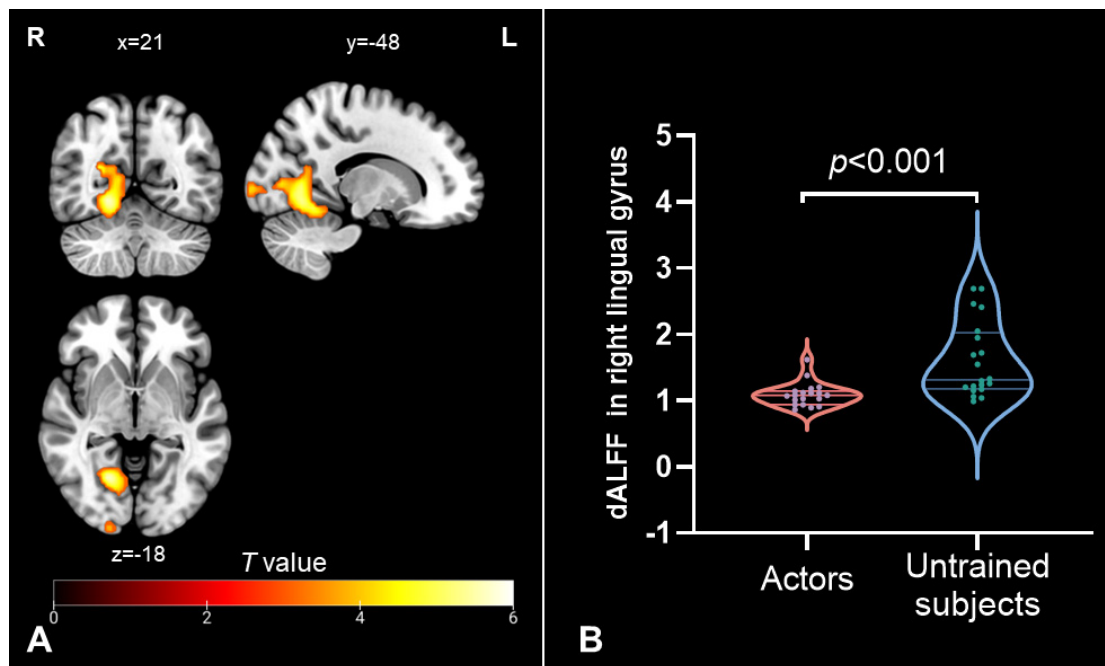 R
x=21
y=-48
L
z=-18
T value
0
2
4
6
A
5
4
3
2
1
0
-1
dALFF in right lingual gyrus
p<0.001
Actors
Untrained
subjects
B